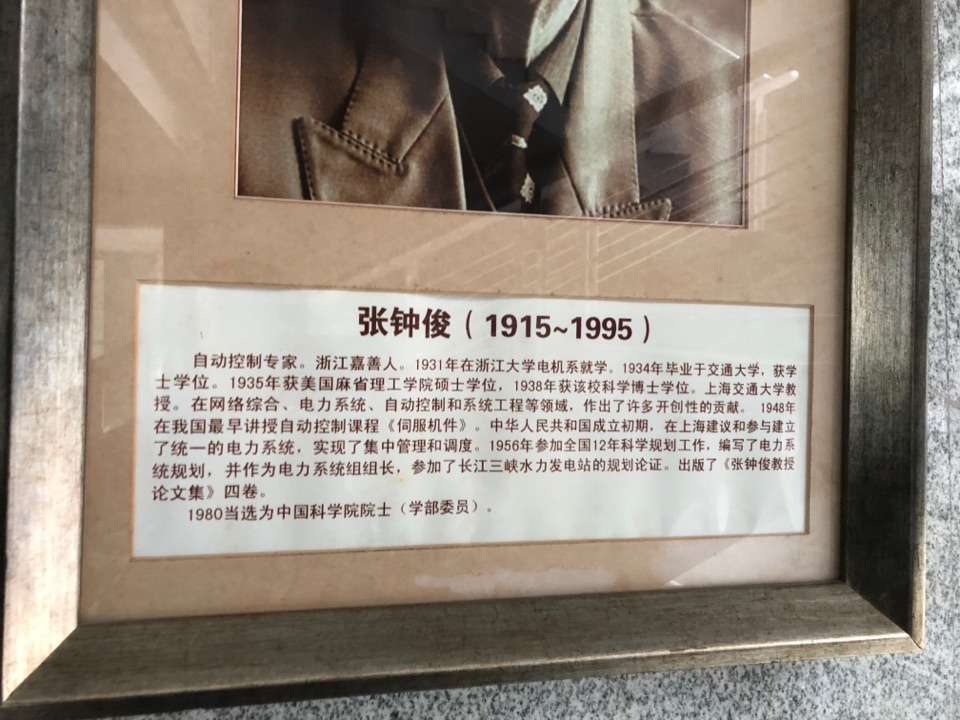 张钟俊（1915~1995）
自动控制专家。浙江嘉善人。1931年在浙江大学电机系就学。1934年毕业于交通大学，获学
士学位。1935年获美国麻省理工学院硕士学位，1938年获该校科学博士学位。上海交通大学教
授。在网络综合、电力系统、自动控制和系统工程等领域，作出了许多开创性的贡献。1948年
在我国最早讲授自动控制课程《伺服机件》。中华人民共和国成立初期，在上海建议和参与建立
了统一的电力系统，实现了集中管理和调度。1956年参加全国12年科学规划工作，编写了电力系
统规划，并作为电力系统组组长，参加了长江三峡水力发电站的规划论证。出版了《张钟俊教授
论文集》四卷。
1980当选为中国科学院院士（学部委员）。